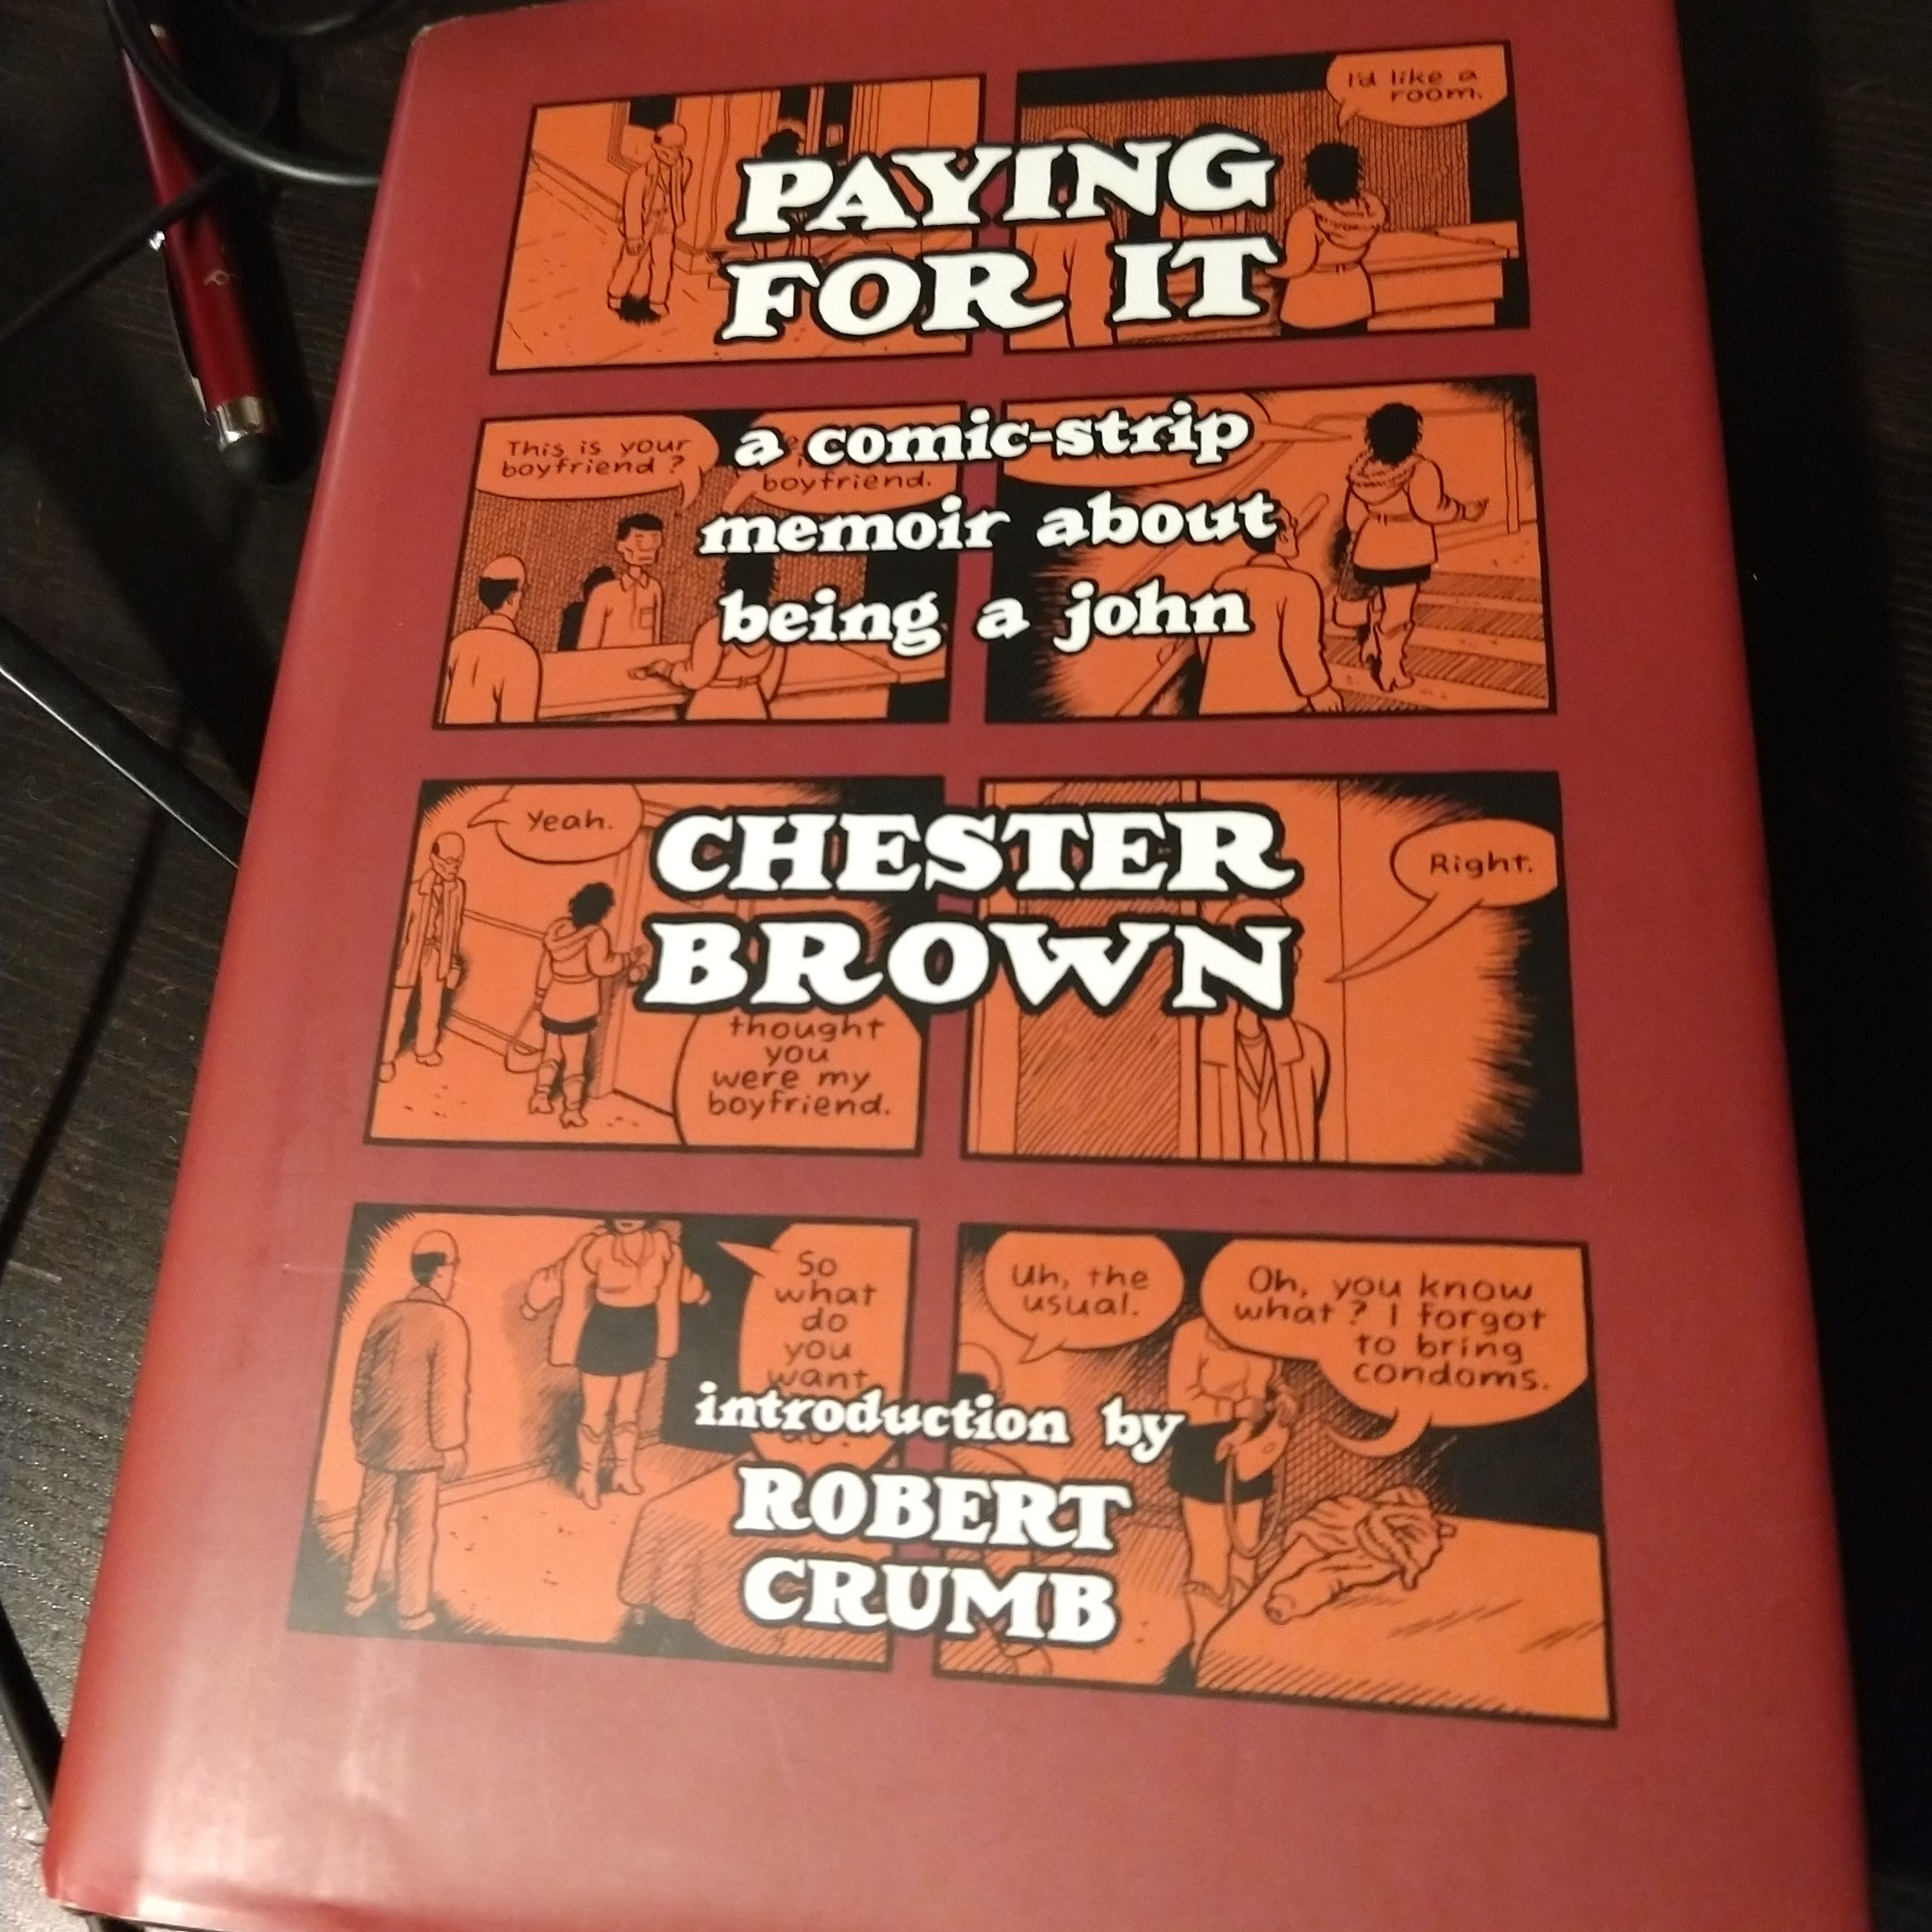 I'd like a
room.
PAYING
FOR IT
This is your
boyfriend?
boyfriend.
a comic-strip
memoir about
being a john
Yeah.
thought
you
were my
boyfriend.
Right.
CHESTER
BROWN
So
what
do
you
want
Uh, the
usual.
Oh, you know
what? I forgot
to bring
condoms.
introduction by
ROBERT
CRUMB